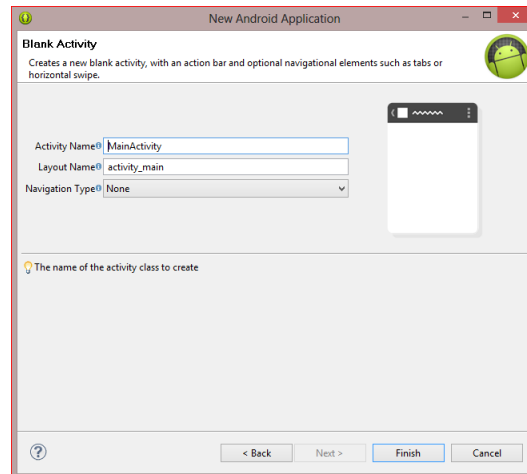 New Android Application
Blank Activity
Creates a new blank activity, with an action bar and optional navigational elements such as tabs or
horizontal swipe.
Activity Name MainActivity
Layout Name activity_main
Navigation Type None
The name of the activity class to create
?
< Back Next > Finish Cancel